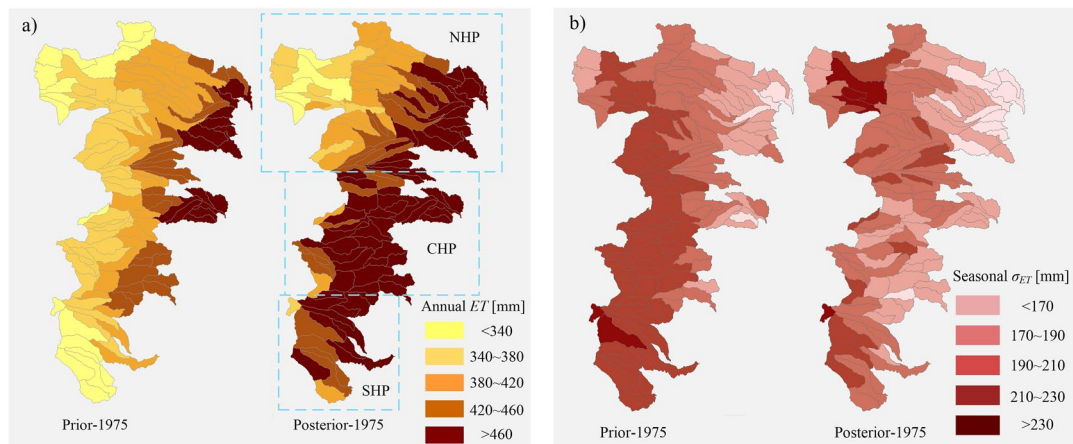 a)
NHP
CHP
SHP
Annual ET [mm]
<340
340~380
380~420
420~460
>460
Prior-1975
Posterior-1975
b)
Seasonal σET [mm]
<170
170~190
190~210
210~230
>230
Prior-1975
Posterior-1975